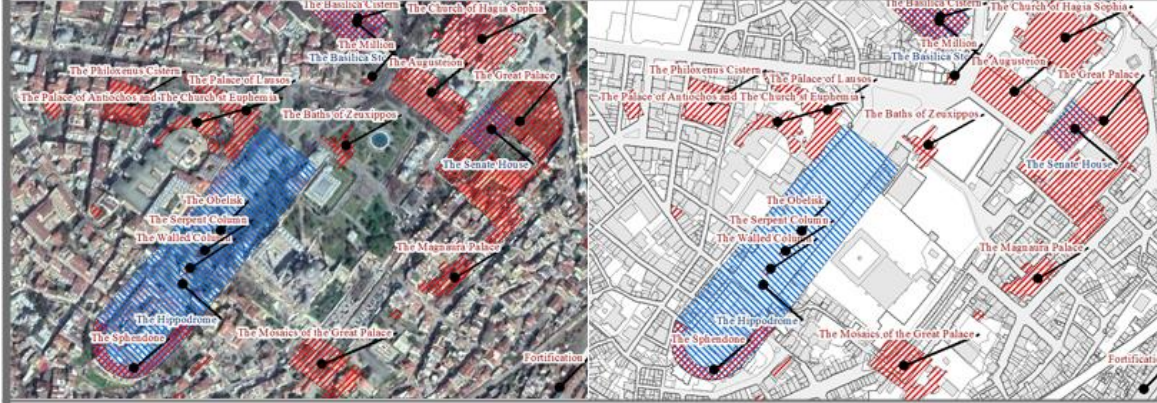 The Basilica Cistern
The Church of Hagia Sophia
The Million
The Basilica Sto
The Augusteion
The Philoxenus Cistern
The Palace of Lausos
The Great Palace
The Palace of Antiochos and The Church st Euphemia
The Baths of Zeuxippos
The Senate House
The Obelisk
The Serpent Column
The Walled Column
The Magnaura Palace
The Hippodrome
The Sphendone
The Mosaics of the Great Palace
Fortification
The Basilica Cistern
The Church of Hagia Sophia
The Million
The Basilica Sto
The Augusteion
The Philoxenus Cistern
The Palace of Lausos
The Great Palace
The Palace of Antiochos and The Church st Euphemia
The Baths of Zeuxippos
The Senate House
The Obelisk
The Serpent Column
The Walled Column
The Magnaura Palace
The Hippodrome
The Sphendone
The Mosaics of the Great Palace
Fortificati